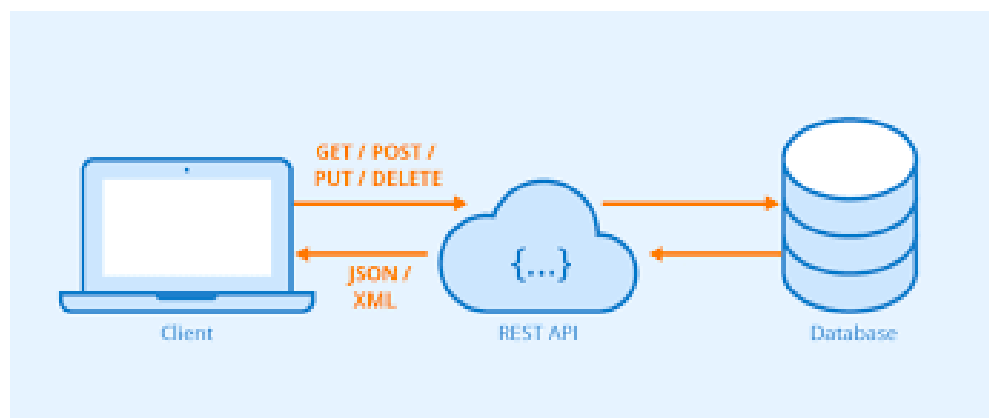 GET / POST /
PUT / DELETE
{...}
JSON /
XML
Client
REST API
Database